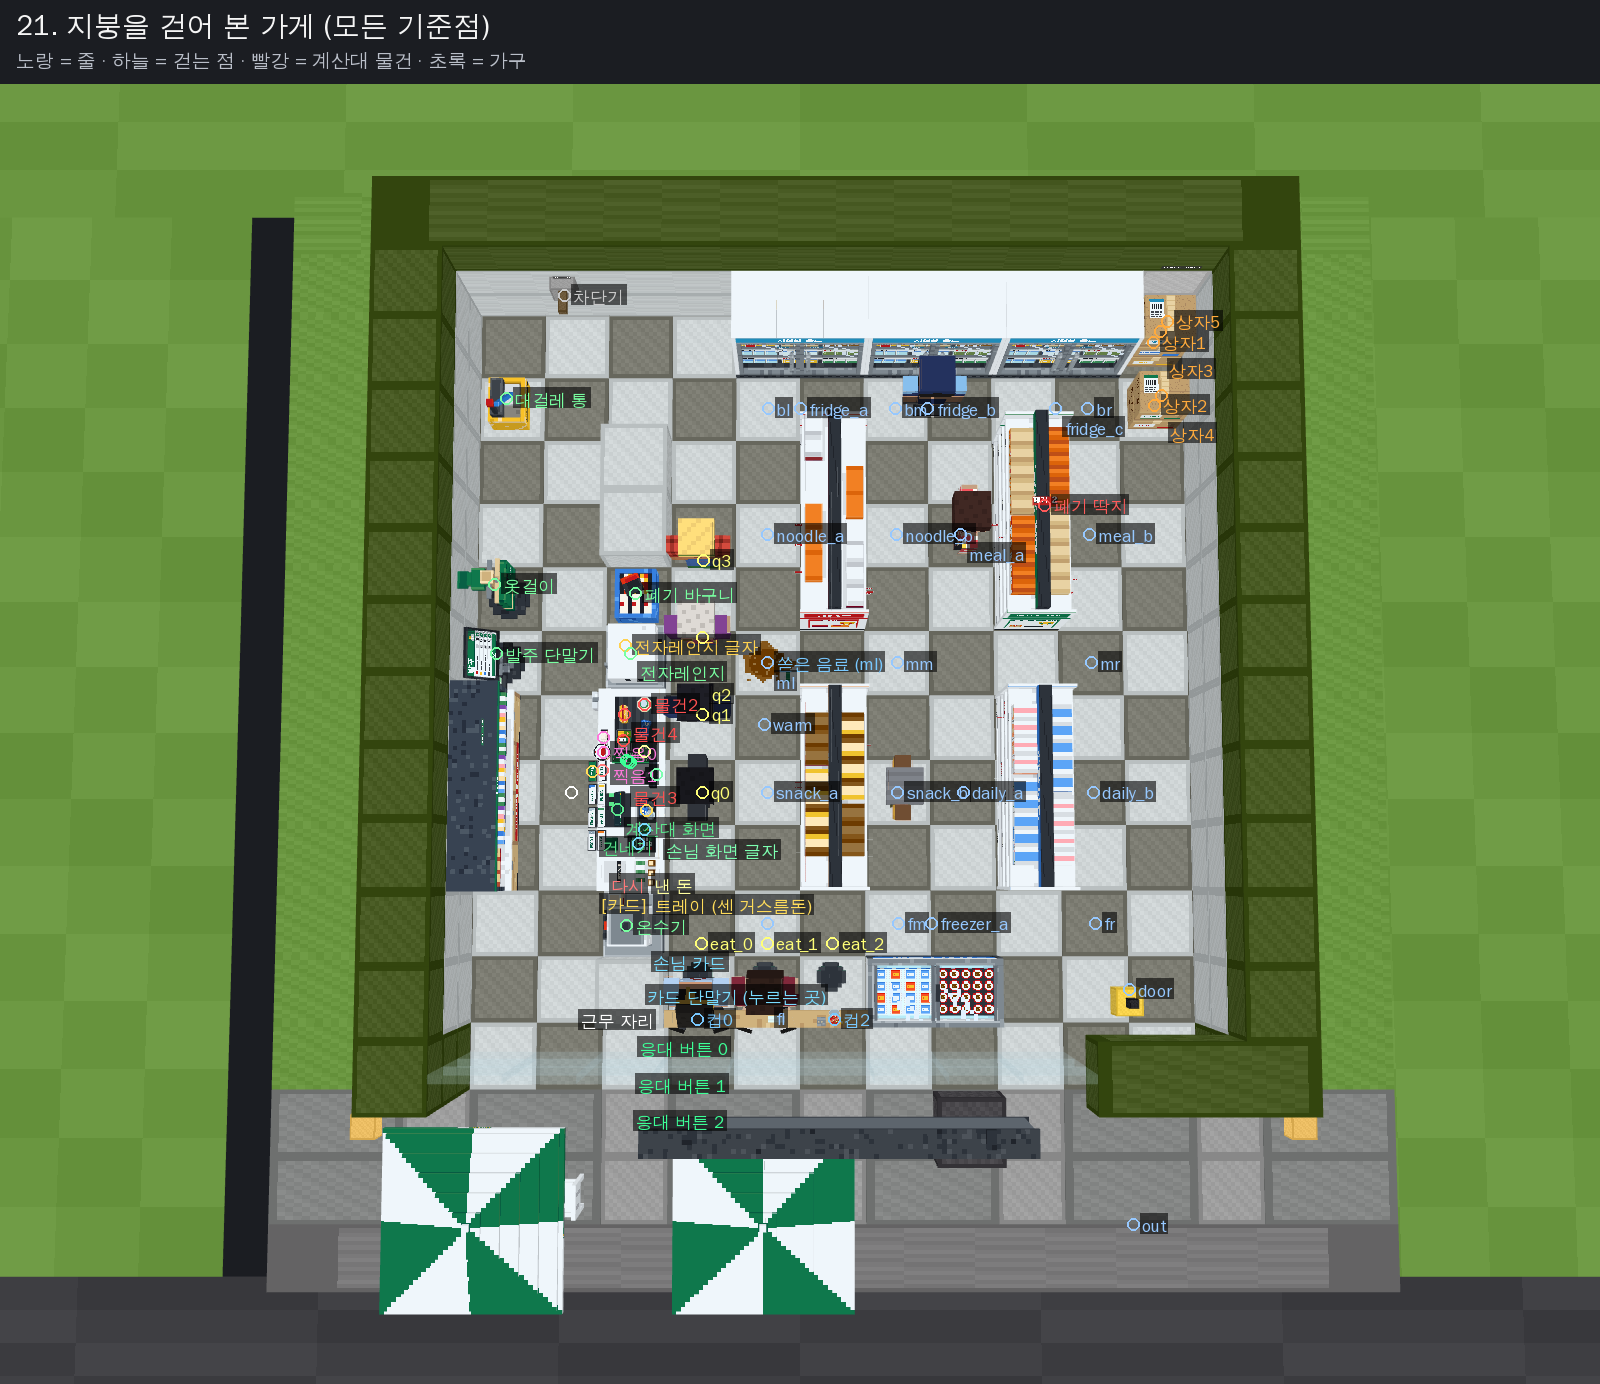 21. 지붕을 걷어 본 가게 (모든 기준점)
노랑 = 줄 · 하늘 = 걷는 점 · 빨강 = 계산대 물건 · 초록 = 가구
차단기
상자5
상자1
상자3
상자2
상자4
대걸레 통
bl
fridge_a
bm
fridge_b
br
fridge_c
폐기 딱지
noodle_a
noodle_b
meal_a
meal_b
q3
옷걸이
폐기 바구니
발주 단말기
전자레인지 글자
전자레인지
쏟은 음료 (ml)
ml
mm
mr
q2
물건2
q1
warm
물건4
찍음0
찍음1
q0
물건3
snack_a
snack_b
daily_a
daily_b
계산대 화면
건네기
손님 화면 글자
다시
낸 돈
[카드]
트레이 (센 거스름돈)
온수기
fm
freezer_a
fr
eat_0
eat_1
eat_2
손님 카드
카드 단말기 (누르는 곳)
door
근무 자리
컵0
fl
컵2
응대 버튼 0
응대 버튼 1
응대 버튼 2
out